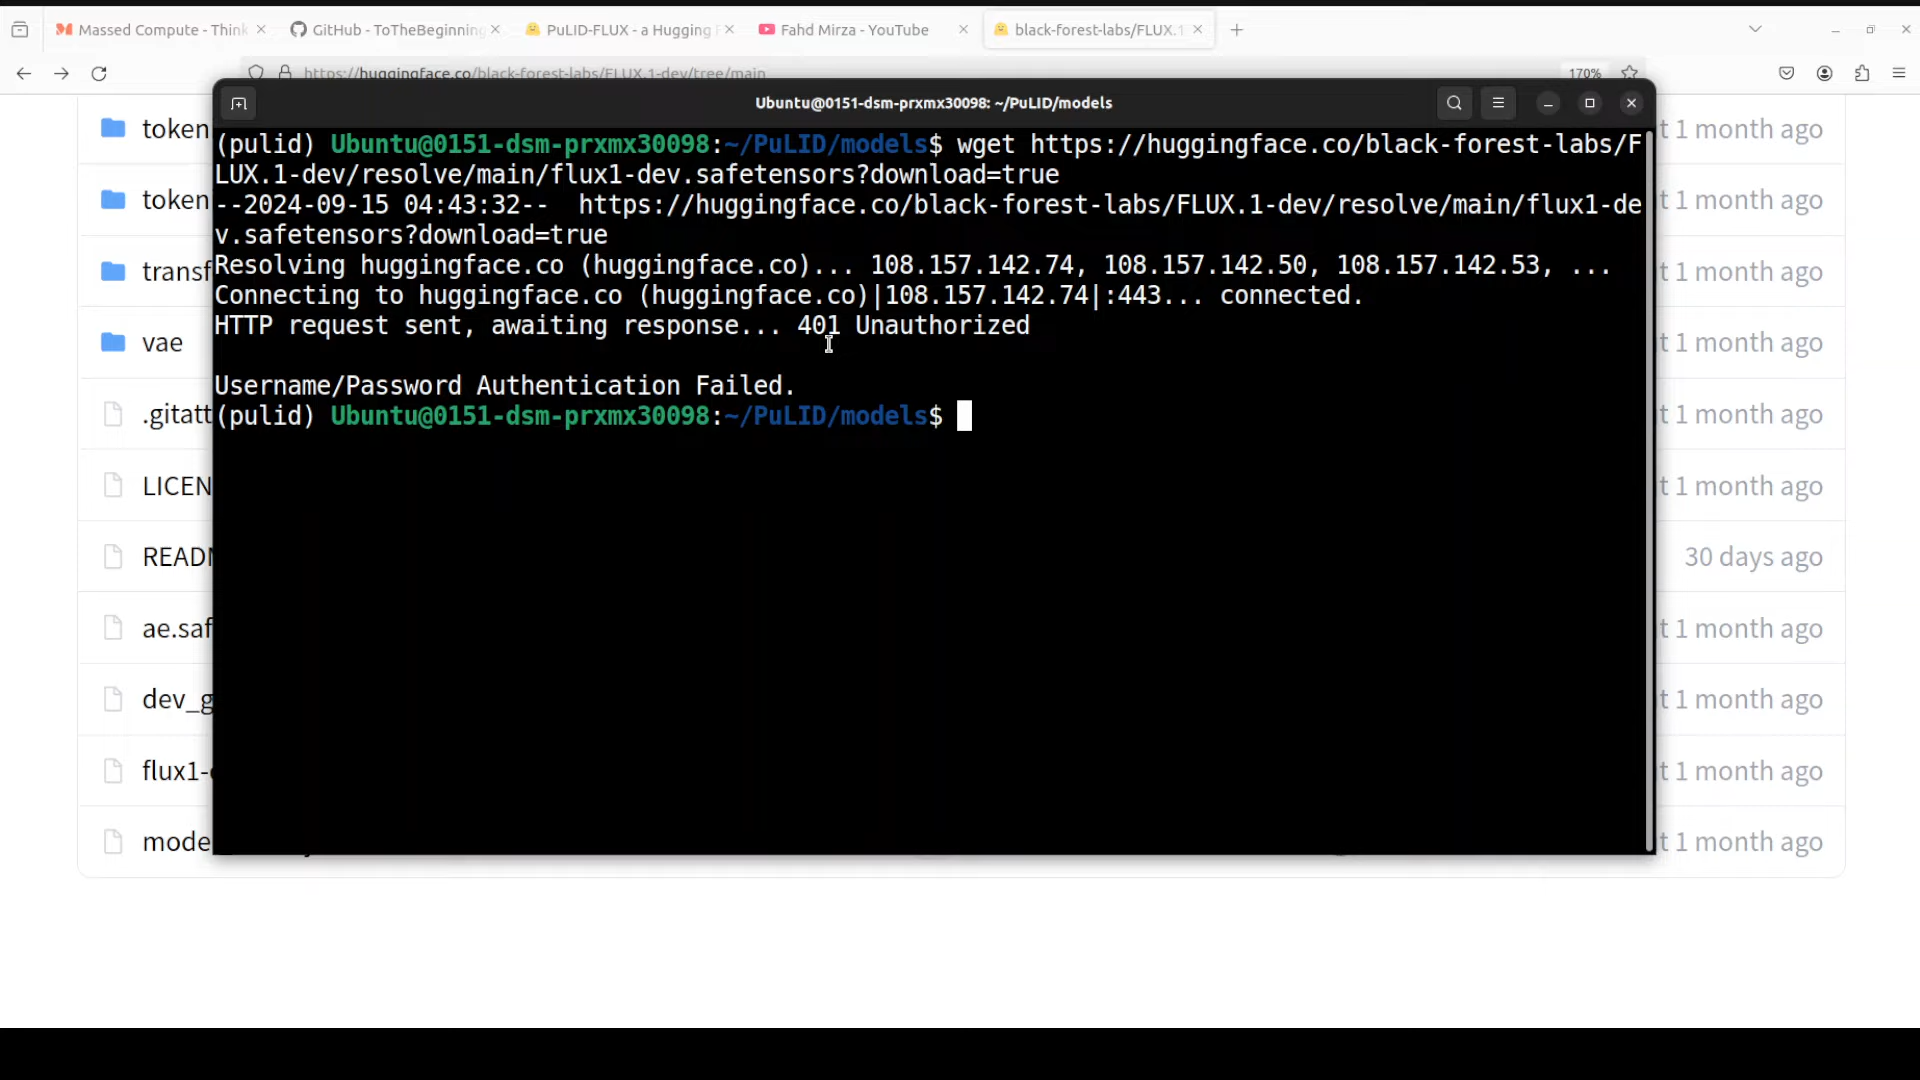 Massed Compute - Think
GitHub - ToTheBeginning
PuLID-FLUX - a Hugging F
Fahd Mirza - YouTube
black-forest-labs/FLUX.1
https://huggingface.co/black-forest-labs/FLUX.1-dev/tree/main
170%
Ubuntu@0151-dsm-prxmx30098: ~/PuLID/models
(pulid) Ubuntu@0151-dsm-prxmx30098:~/PuLID/models$ wget https://huggingface.co/black-forest-labs/F
LUX.1-dev/resolve/main/flux1-dev.safetensors?download=true
--2024-09-15 04:43:32--  https://huggingface.co/black-forest-labs/FLUX.1-dev/resolve/main/flux1-de
v.safetensors?download=true
Resolving huggingface.co (huggingface.co)... 108.157.142.74, 108.157.142.50, 108.157.142.53, ...
Connecting to huggingface.co (huggingface.co)|108.157.142.74|:443... connected.
HTTP request sent, awaiting response... 401 Unauthorized
Username/Password Authentication Failed.
(pulid) Ubuntu@0151-dsm-prxmx30098:~/PuLID/models$
token
t 1 month ago
token
t 1 month ago
transf
t 1 month ago
vae
t 1 month ago
.gitatt
t 1 month ago
LICEN
t 1 month ago
READ
30 days ago
ae.saf
t 1 month ago
dev_g
t 1 month ago
flux1-
t 1 month ago
mode
t 1 month ago